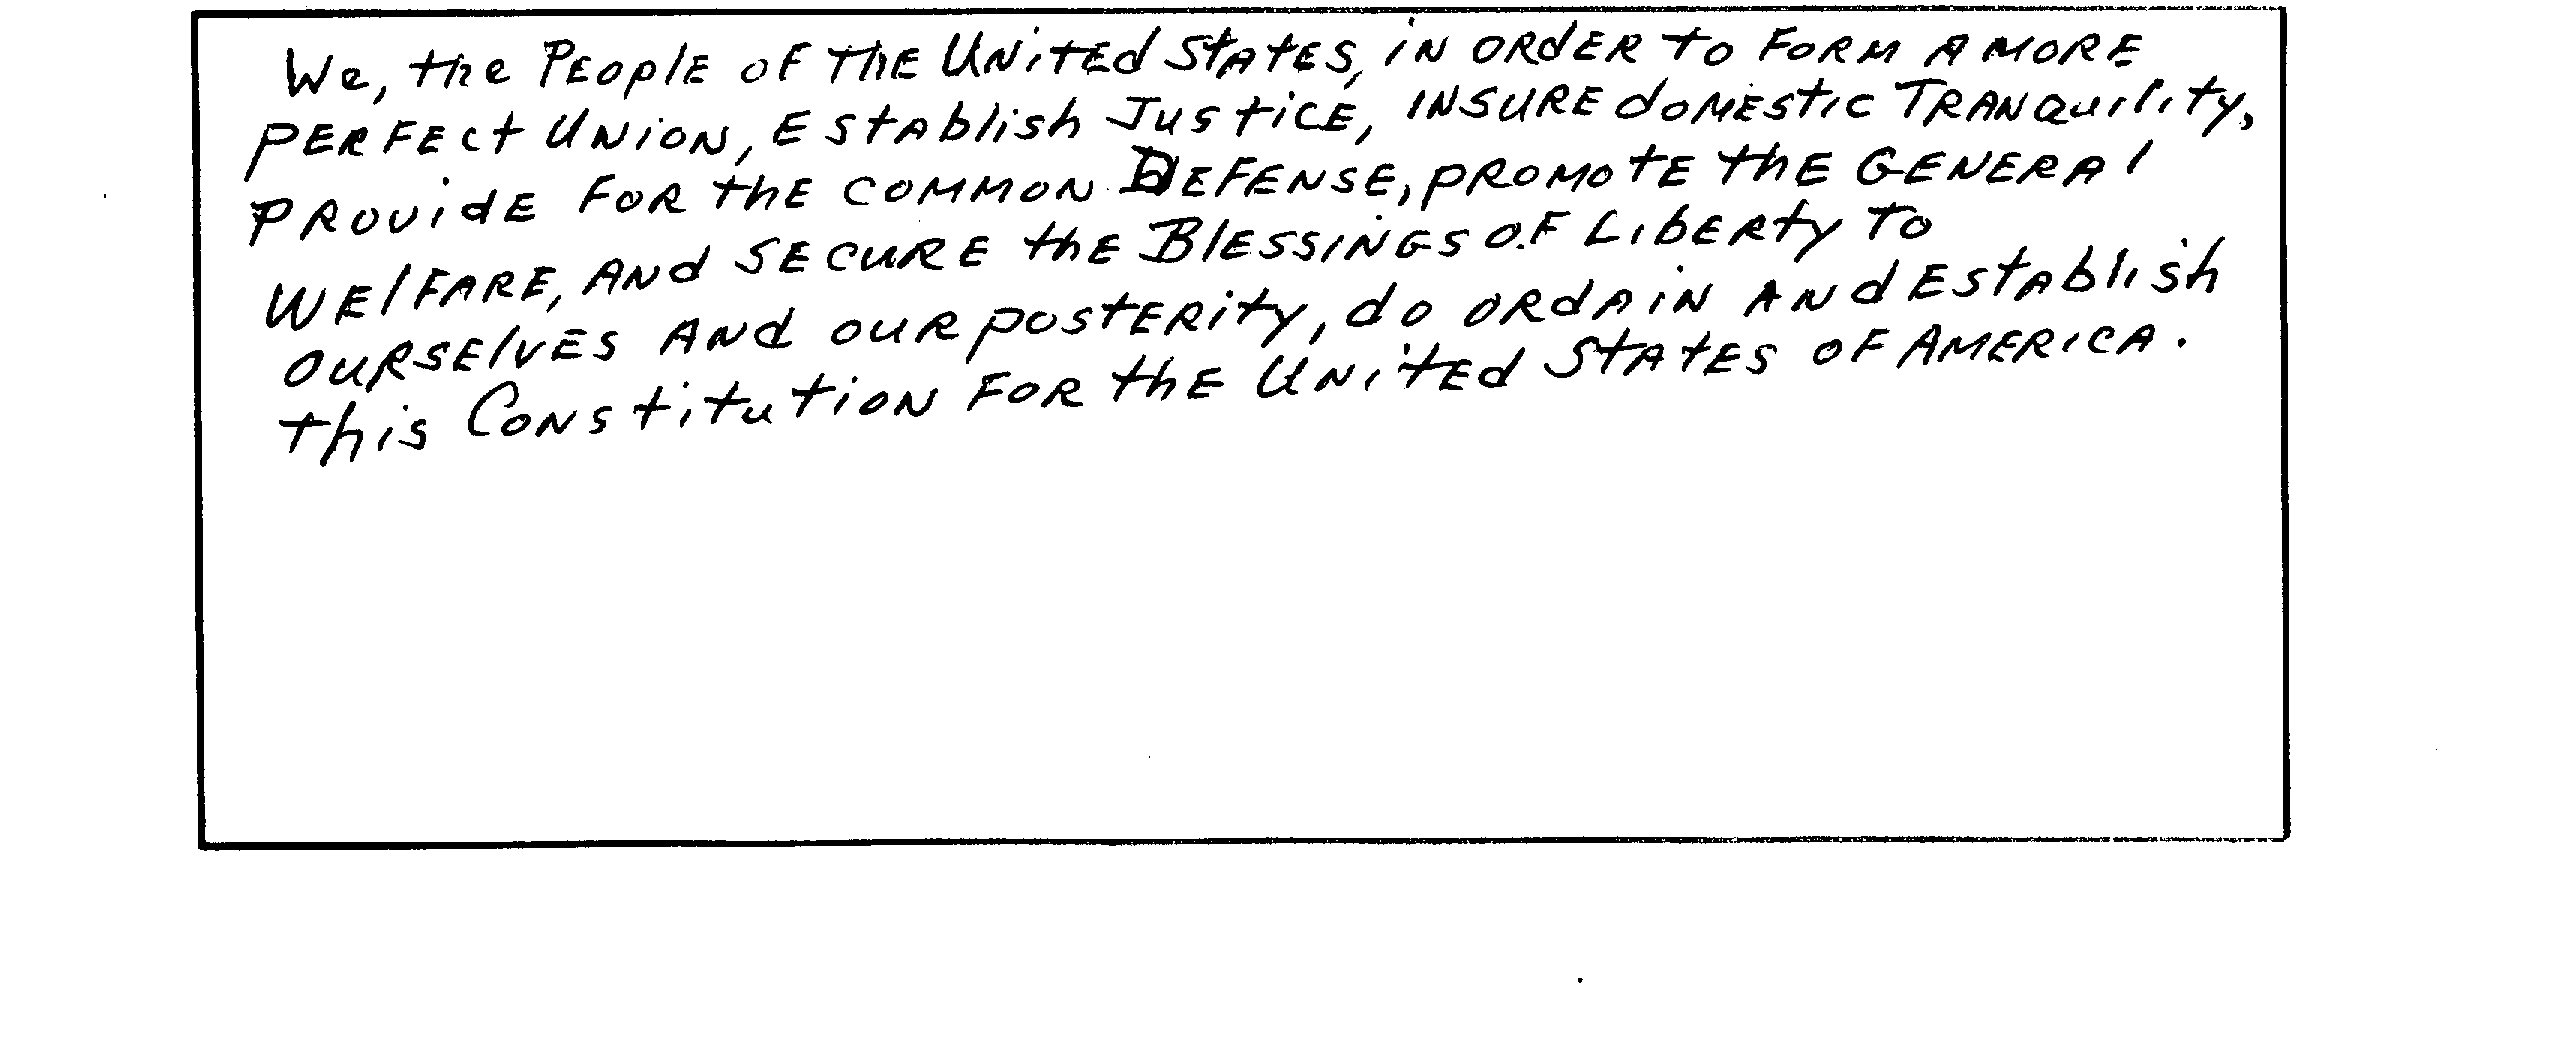 We, the People of the United States, in order to form a more
perfect Union, establish Justice, insure domestic Tranquility,
provide for the common Defense, promote the general
welfare, and secure the Blessings of Liberty to
ourselves and our posterity, do ordain and establish
this Constitution for the United States of America.